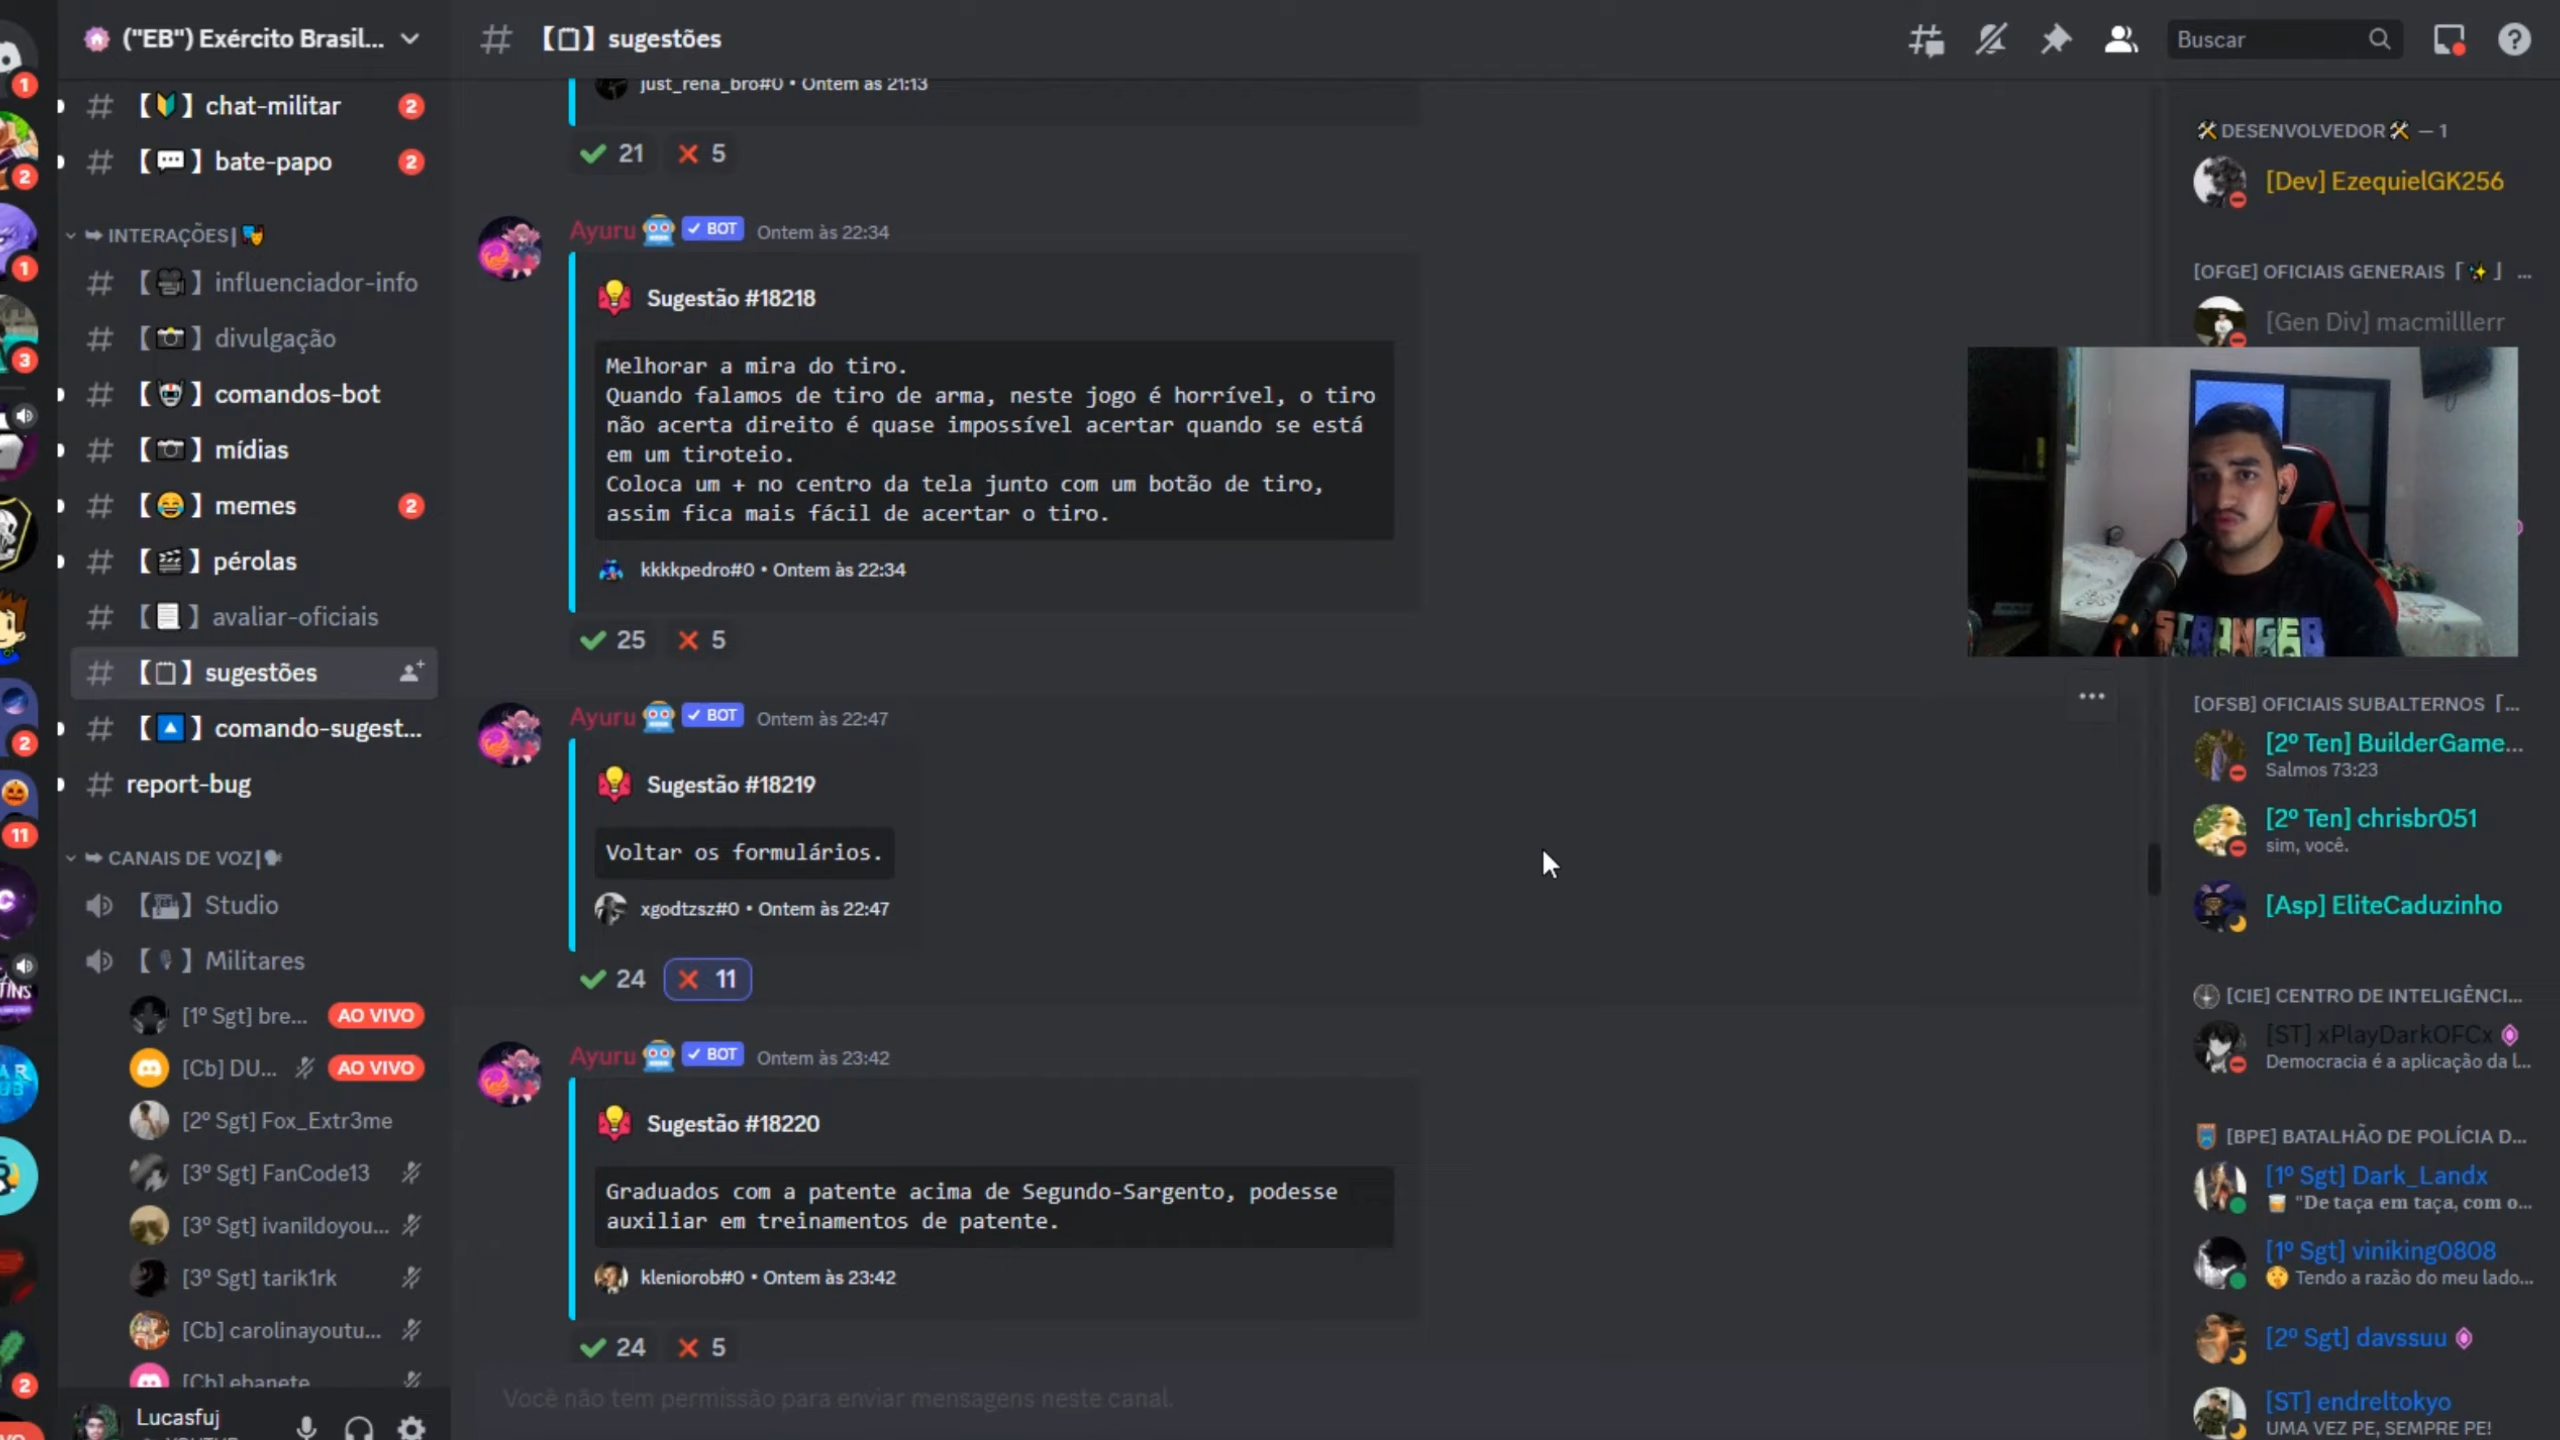 ("EB") Exército Brasil...
【🔰】 chat-militar 2
【💬】 bate-papo 2
INTERAÇÕES|🎭
【🎥】 influenciador-info
【📸】 divulgação
【🤖】 comandos-bot
【📷】 mídias
【😂】 memes 2
【🎬】 pérolas
【📃】 avaliar-oficiais
【📋】 sugestões
【🔼】 comando-sugest...
report-bug
CANAIS DE VOZ|🗣
Studio
Militares
[1º Sgt] bre... AO VIVO
[Cb] DU... AO VIVO
[2º Sgt] Fox_Extr3me
[3º Sgt] FanCode13
[3º Sgt] ivanildoyou...
[3º Sgt] tarik1rk
[Cb] carolinayoutu...
[Cb] ebanete
Lucasfuj
1
2
1
3
2
11
2
# 【📋】 sugestões
Buscar
just_rena_bro#0 • Ontem às 21:13
21 5
Ayuru 🤖 ✓ BOT Ontem às 22:34
Sugestão #18218
Melhorar a mira do tiro.
Quando falamos de tiro de arma, neste jogo é horrível, o tiro
não acerta direito é quase impossível acertar quando se está
em um tiroteio.
Coloca um + no centro da tela junto com um botão de tiro,
assim fica mais fácil de acertar o tiro.
kkkkpedro#0 • Ontem às 22:34
25 5
Ayuru 🤖 ✓ BOT Ontem às 22:47
Sugestão #18219
Voltar os formulários.
xgodtzsz#0 • Ontem às 22:47
24 11
Ayuru 🤖 ✓ BOT Ontem às 23:42
Sugestão #18220
Graduados com a patente acima de Segundo-Sargento, podesse
auxiliar em treinamentos de patente.
kleniorob#0 • Ontem às 23:42
24 5
Você não tem permissão para enviar mensagens neste canal.
🛠DESENVOLVEDOR🛠 — 1
[Dev] EzequielGK256
[OFGE] OFICIAIS GENERAIS「✨」...
[Gen Div] macmilllerr
STRONGER
[OFSB] OFICIAIS SUBALTERNOS「...
[2º Ten] BuilderGame...
Salmos 73:23
[2º Ten] chrisbr051
sim, você.
[Asp] EliteCaduzinho
[CIE] CENTRO DE INTELIGÊNCI...
[ST] xPlayDarkOFCx
Democracia é a aplicação da l...
[BPE] BATALHÃO DE POLÍCIA D...
[1º Sgt] Dark_Landx
"De taça em taça, com o...
[1º Sgt] viniking0808
Tendo a razão do meu lado...
[2º Sgt] davssuu
[ST] endreltokyo
UMA VEZ PE, SEMPRE PE!